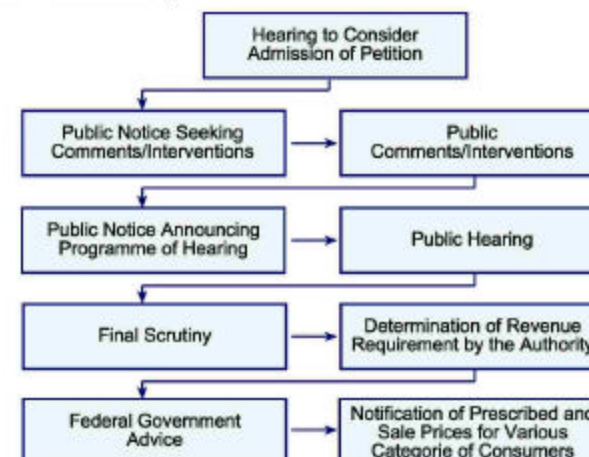 Hearing to Consider
Admission of Petition
Public Notice Seeking
Comments/Interventions
Public
Comments/Interventions
Public Notice Announcing
Programme of Hearing
Public Hearing
Final Scrutiny
Determination of Revenue
Requirement by the Authority
Federal Government
Advice
Notification of Prescribed and
Sale Prices for Various
Categorie of Consumers